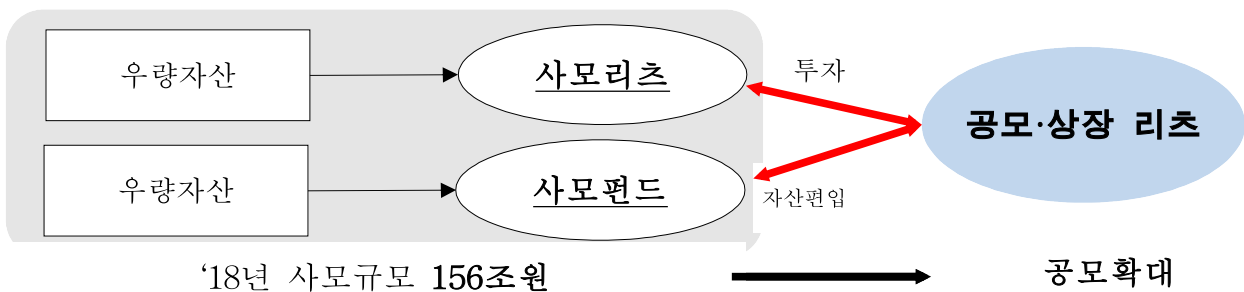 우량자산
사모리츠
투자
공모·상장 리츠
우량자산
사모펀드
자산편입
‘18년 사모규모 156조원
공모확대